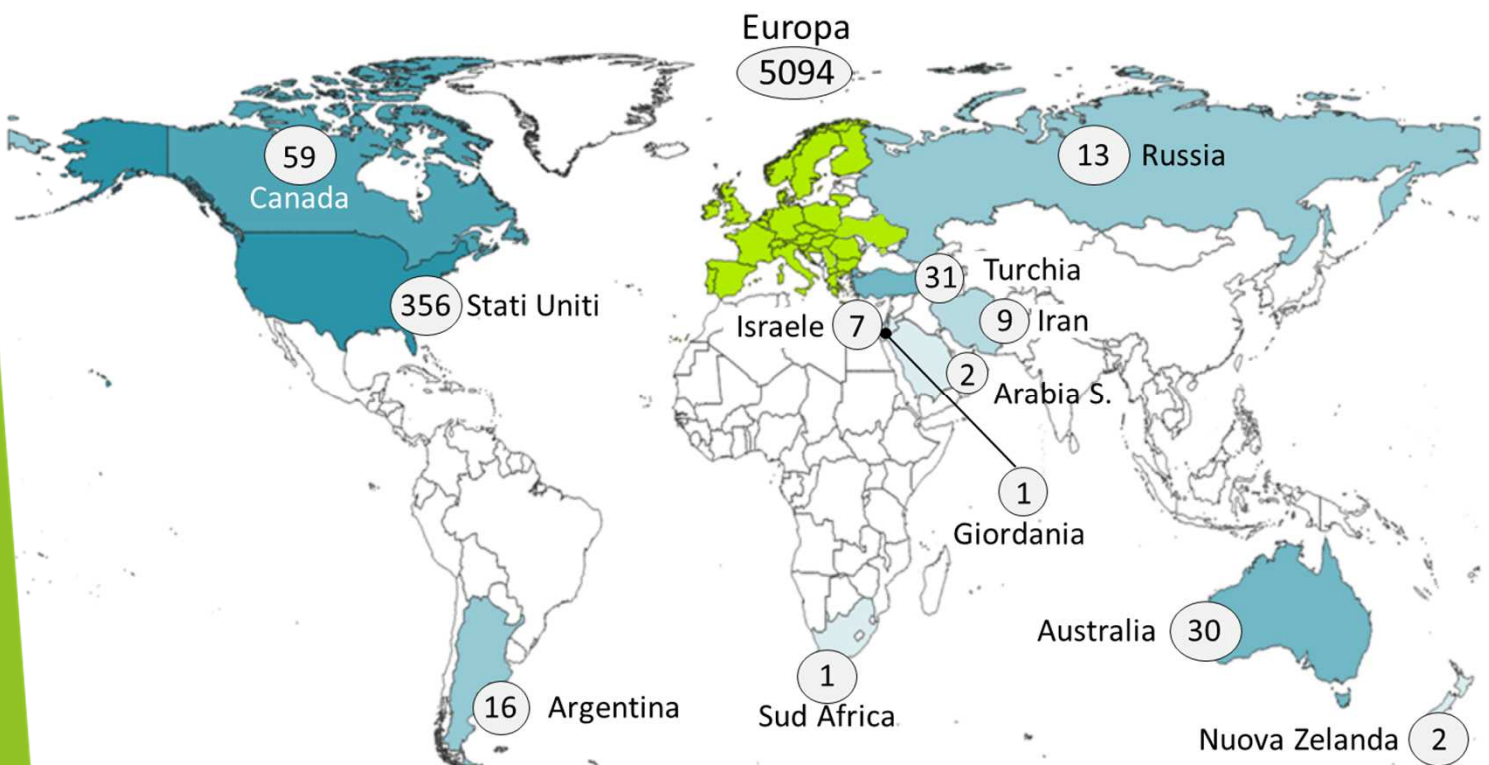 Europa
5094
59
Canada
13 Russia
31 Turchia
356 Stati Uniti
Israele 7
9 Iran
2
Arabia S.
1
Giordania
Australia 30
1
Sud Africa
16 Argentina
Nuova Zelanda 2